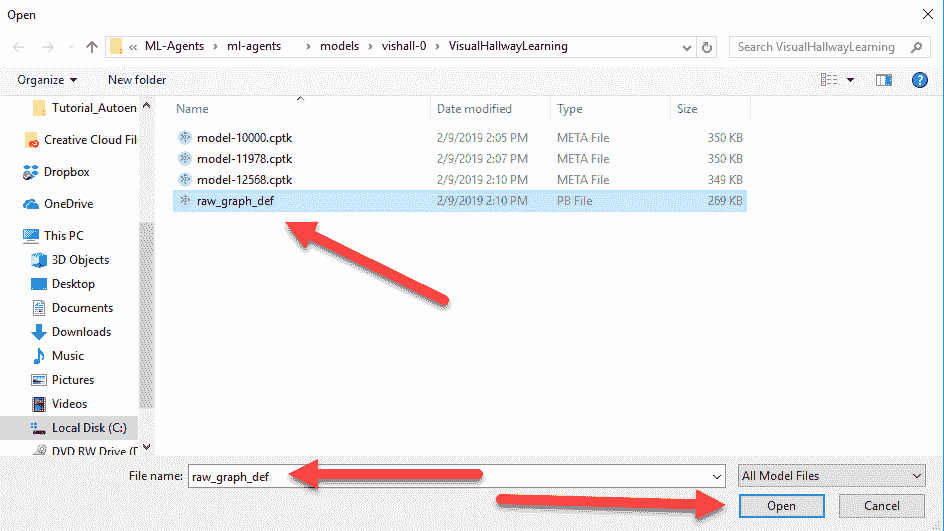 Open
« ML-Agents › ml-agents › models › vishall-0 › VisualHallwayLearning
Search VisualHallwayLearning
Organize
New folder
Name Date modified Type Size
Tutorial_Autoen
Creative Cloud Fil
Dropbox
OneDrive
This PC
3D Objects
Desktop
Documents
Downloads
Music
Pictures
Videos
Local Disk (C:)
DVD RW Drive (D
model-10000.cptk 2/9/2019 2:05 PM META File 350 KB
model-11978.cptk 2/9/2019 2:07 PM META File 350 KB
model-12568.cptk 2/9/2019 2:10 PM META File 349 KB
raw_graph_def 2/9/2019 2:10 PM PB File 269 KB
File name: raw_graph_def
All Model Files
Open
Cancel